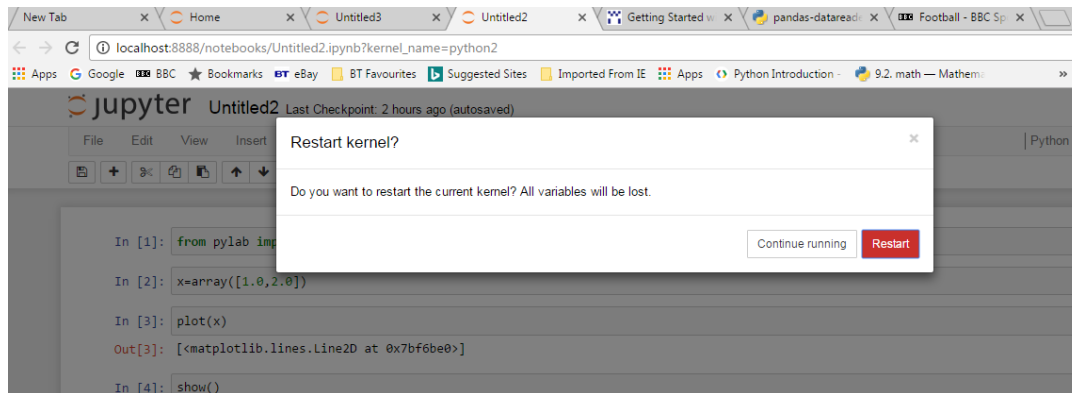 New Tab Home Untitled3 Untitled2 Getting Started w pandas-datareade Football - BBC Sp
localhost:8888/notebooks/Untitled2.ipynb?kernel_name=python2
Apps Google BBC Bookmarks eBay BT Favourites Suggested Sites Imported From IE Apps Python Introduction - 9.2. math — Mathema »
jupyter Untitled2 Last Checkpoint: 2 hours ago (autosaved)
File Edit View Insert Python
Restart kernel? ×
Do you want to restart the current kernel? All variables will be lost.
Continue running Restart
In [1]: from pylab imp
In [2]: x=array([1.0,2.0])
In [3]: plot(x)
Out[3]: [<matplotlib.lines.Line2D at 0x7bf6be0>]
In [4]: show()